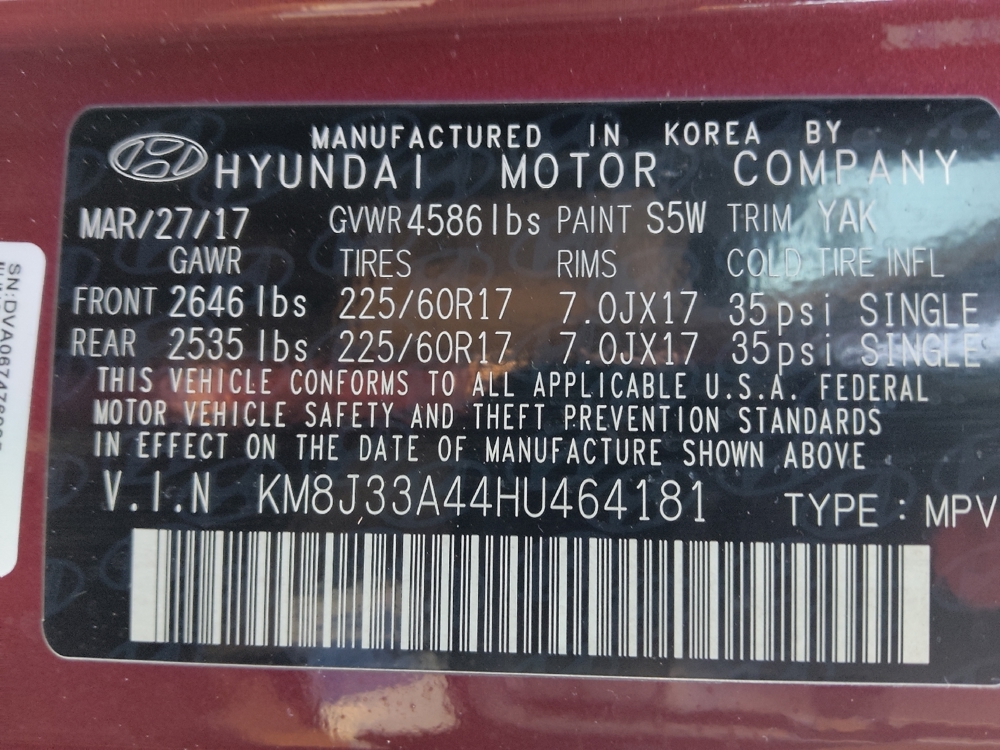 MANUFACTURED IN KOREA BY
HYUNDAI MOTOR COMPANY
MAR/27/17 GVWR 4586 lbs PAINT S5W TRIM YAK
GAWR TIRES RIMS COLD TIRE INFL
FRONT 2646 lbs 225/60R17 7.0JX17 35psi SINGLE
REAR 2535 lbs 225/60R17 7.0JX17 35psi SINGLE
THIS VEHICLE CONFORMS TO ALL APPLICABLE U.S.A. FEDERAL
MOTOR VEHICLE SAFETY AND THEFT PREVENTION STANDARDS
IN EFFECT ON THE DATE OF MANUFACTURE SHOWN ABOVE
V.I.N KM8J33A44HU464181 TYPE : MPV